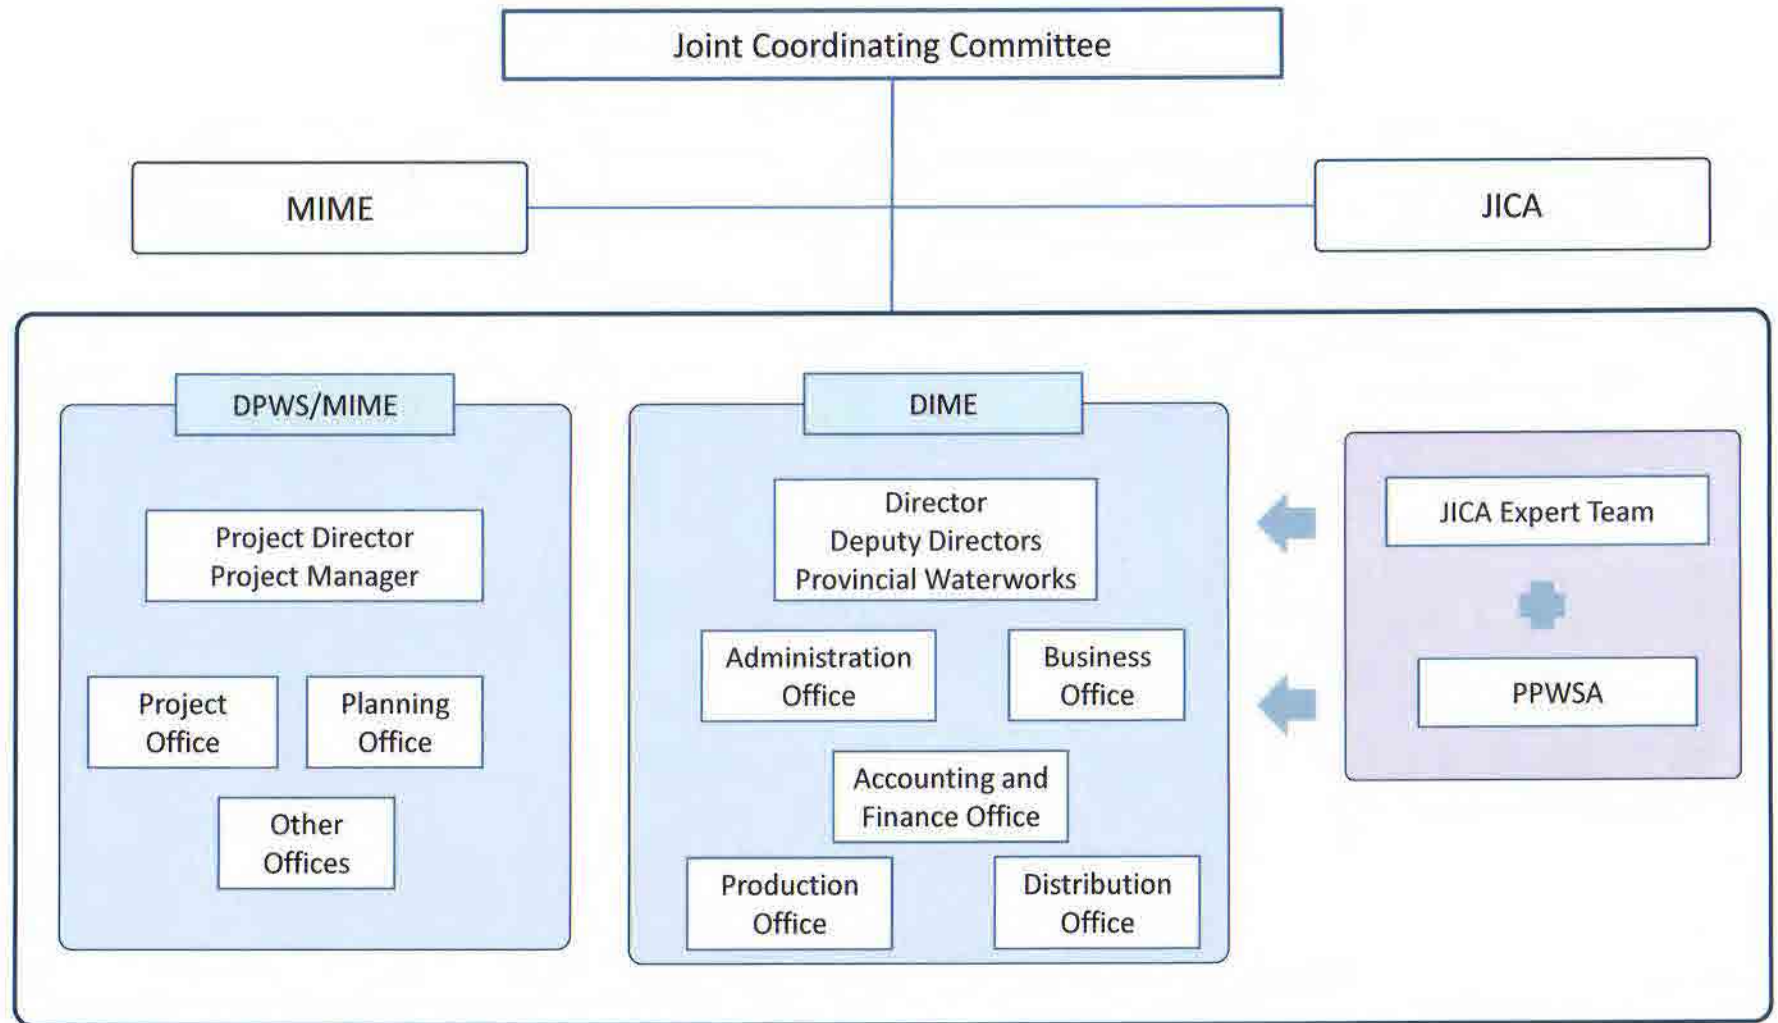 Joint Coordinating Committee
MIME
JICA
DPWS/MIME
Project Director
Project Manager
Project
Office
Planning
Office
Other
Offices
DIME
Director
Deputy Directors
Provincial Waterworks
Administration
Office
Business
Office
Accounting and
Finance Office
Production
Office
Distribution
Office
JICA Expert Team
PPWSA